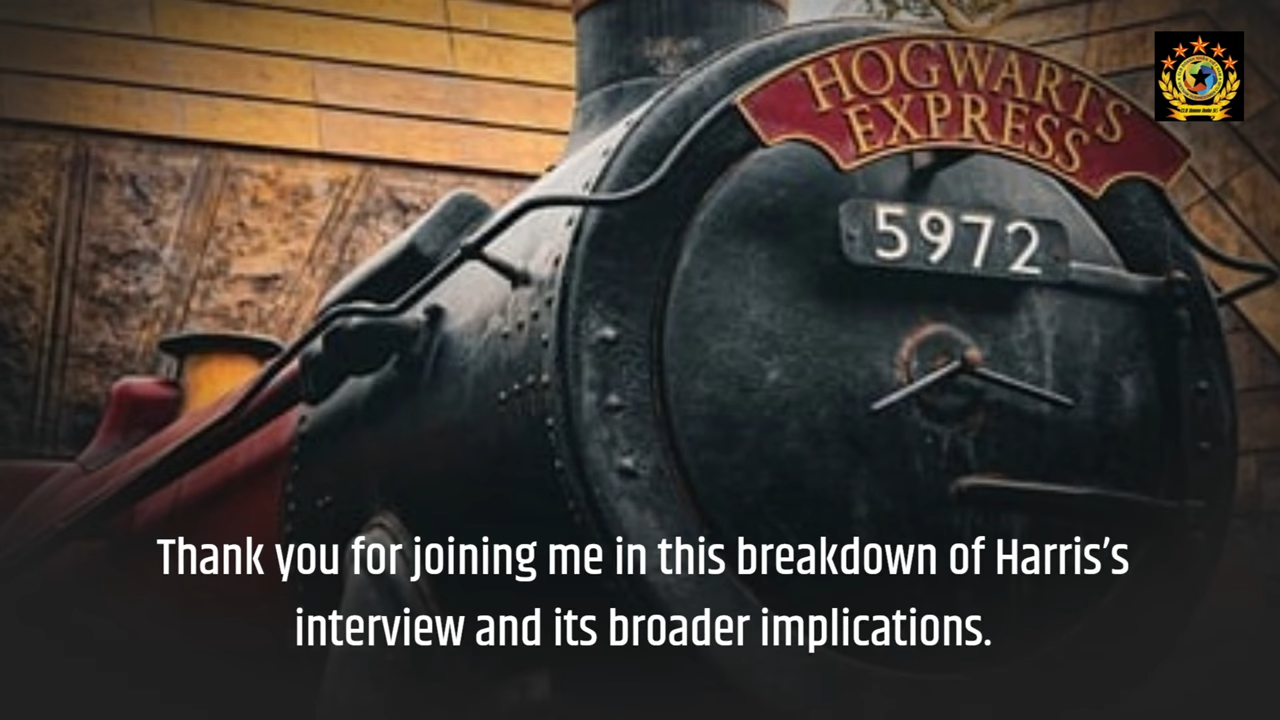 HOGWARTS
EXPRESS
5972
Thank you for joining me in this breakdown of Harris’s
interview and its broader implications.